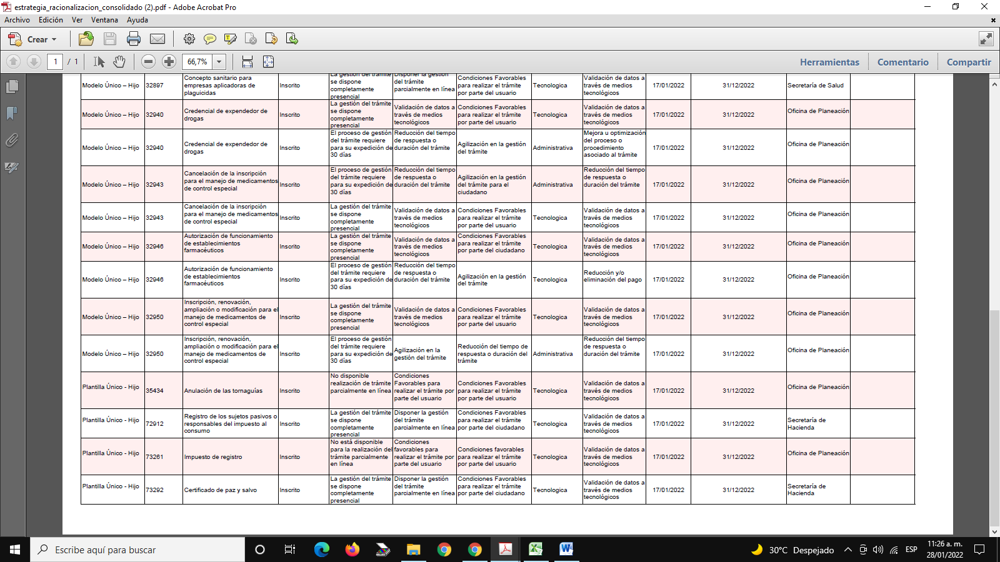 estrategia_racionalizacion_consolidado (2).pdf - Adobe Acrobat Pro
Archivo Edición Ver Ventana Ayuda
Crear
1 / 1
66,7%
Herramientas Comentario Compartir
Modelo Único – Hijo 32897 Concepto sanitario para empresas aplicadoras de plaguicidas Inscrito La gestión del trámite se dispone completamente presencial Disponer la gestión del trámite parcialmente en línea Condiciones Favorables para realizar el trámite por parte del usuario Tecnologica Validación de datos a través de medios tecnológicos 17/01/2022 31/12/2022 Secretaría de Salud
Modelo Único – Hijo 32940 Credencial de expendedor de drogas Inscrito La gestión del trámite se dispone completamente presencial Validación de datos a través de medios tecnológicos Condiciones Favorables para realizar el trámite por parte del usuario Tecnologica Validación de datos a través de medios tecnológicos 17/01/2022 31/12/2022 Oficina de Planeación
Modelo Único – Hijo 32940 Credencial de expendedor de drogas Inscrito El proceso de gestión del trámite requiere para su expedición de 30 días Reducción del tiempo de respuesta o duración del trámite Agilización en la gestión del trámite Administrativa Mejora u optimización del proceso o procedimiento asociado al trámite 17/01/2022 31/12/2022 Oficina de Planeación
Modelo Único – Hijo 32943 Cancelación de la inscripción para el manejo de medicamentos de control especial Inscrito El proceso de gestión del trámite requiere para su expedición de 30 días Reducción del tiempo de respuesta o duración del trámite Agilización en la gestión del trámite para el ciudadano Administrativa Reducción del tiempo de respuesta o duración del trámite 17/01/2022 31/12/2022 Oficina de Planeación
Modelo Único – Hijo 32943 Cancelación de la inscripción para el manejo de medicamentos de control especial Inscrito La gestión del trámite se dispone completamente presencial Validación de datos a través de medios tecnológicos Condiciones Favorables para realizar el trámite por parte del usuario Tecnologica Validación de datos a través de medios tecnológicos 17/01/2022 31/12/2022 Oficina de Planeación
Modelo Único – Hijo 32946 Autorización de funcionamiento de establecimientos farmacéuticos Inscrito La gestión del trámite se dispone completamente presencial Validación de datos a través de medios tecnológicos Condiciones Favorables para realizar el trámite por parte del ciudadano Tecnologica Validación de datos a través de medios tecnológicos 17/01/2022 31/12/2022 Oficina de Planeación
Modelo Único – Hijo 32946 Autorización de funcionamiento de establecimientos farmacéuticos Inscrito El proceso de gestión del trámite requiere para su expedición de 30 días Reducción del tiempo de respuesta o duración del trámite Agilización en la gestión del trámite Tecnologica Reducción y/o eliminación del pago 17/01/2022 31/12/2022 Oficina de Planeación
Modelo Único – Hijo 32950 Inscripción, renovación, ampliación o modificación para el manejo de medicamentos de control especial Inscrito La gestión del trámite se dispone completamente presencial Validación de datos a través de medios tecnológicos Condiciones Favorables para realizar el trámite por parte del usuario Tecnologica Validación de datos a través de medios tecnológicos 17/01/2022 31/12/2022 Oficina de Planeación
Modelo Único – Hijo 32950 Inscripción, renovación, ampliación o modificación para el manejo de medicamentos de control especial Inscrito El proceso de gestión del trámite requiere para su expedición de 30 días Agilización en la gestión del trámite Reducción del tiempo de respuesta o duración del trámite Administrativa Reducción del tiempo de respuesta o duración del trámite 17/01/2022 31/12/2022 Oficina de Planeación
Plantilla Único - Hijo 35434 Anulación de las tornaguías Inscrito No disponible realización de trámite parcialmente en línea Condiciones Favorables para realizar el trámite por parte del usuario Condiciones Favorables para realizar el trámite por parte del usuario Tecnologica Validación de datos a través de medios tecnológicos 17/01/2022 31/12/2022 Oficina de Planeación
Plantilla Único - Hijo 72912 Registro de los sujetos pasivos o responsables del impuesto al consumo Inscrito La gestión del trámite se dispone completamente presencial Disponer la gestión del trámite parcialmente en línea Condiciones Favorables para realizar el trámite por parte del ciudadano Tecnologica Validación de datos a través de medios tecnológicos 17/01/2022 31/12/2022 Secretaría de Hacienda
Plantilla Único - Hijo 73261 Impuesto de registro Inscrito No está disponible para la realización del trámite parcialmente en línea Condiciones favorables para realizar el trámite por parte del usuario Condiciones favorables para realizar el trámite por parte del usuario Tecnologica Validación de datos a través de medios tecnológicos 17/01/2022 31/12/2022 Oficina de Planeación
Plantilla Único - Hijo 73292 Certificado de paz y salvo Inscrito La gestión del trámite se dispone completamente presencial Disponer la gestión del trámite parcialmente en línea Condiciones Favorables para realizar el trámite por parte del ciudadano Tecnologica Validación de datos a través de medios tecnológicos 17/01/2022 31/12/2022 Secretaría de Hacienda
Escribe aquí para buscar
30°C Despejado
ESP
11:26 a. m.
28/01/2022